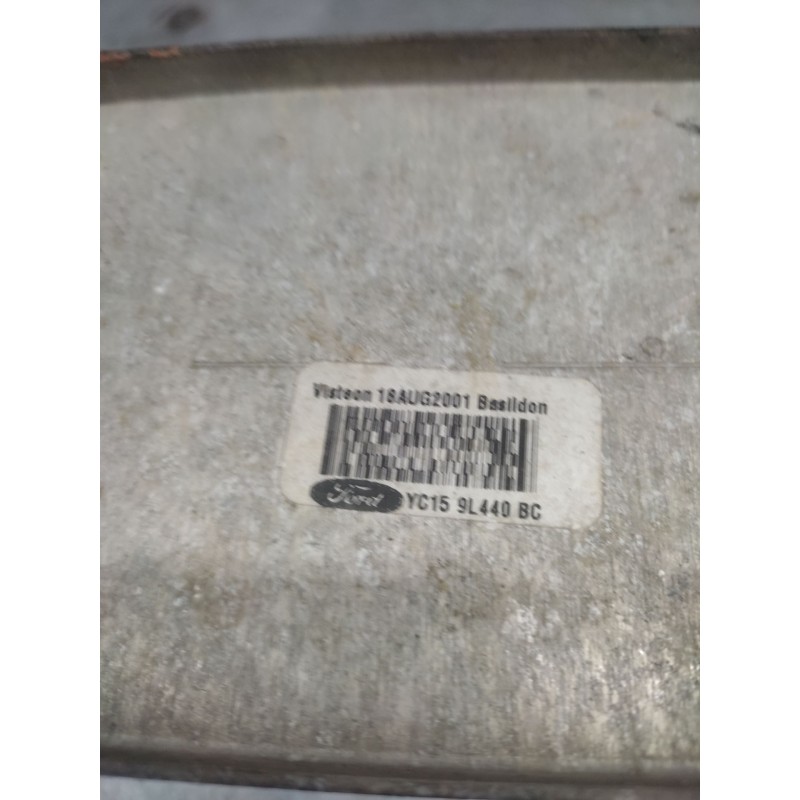 Visteon 18AUG2001 Basildon
Ford YC15 9L440 BC